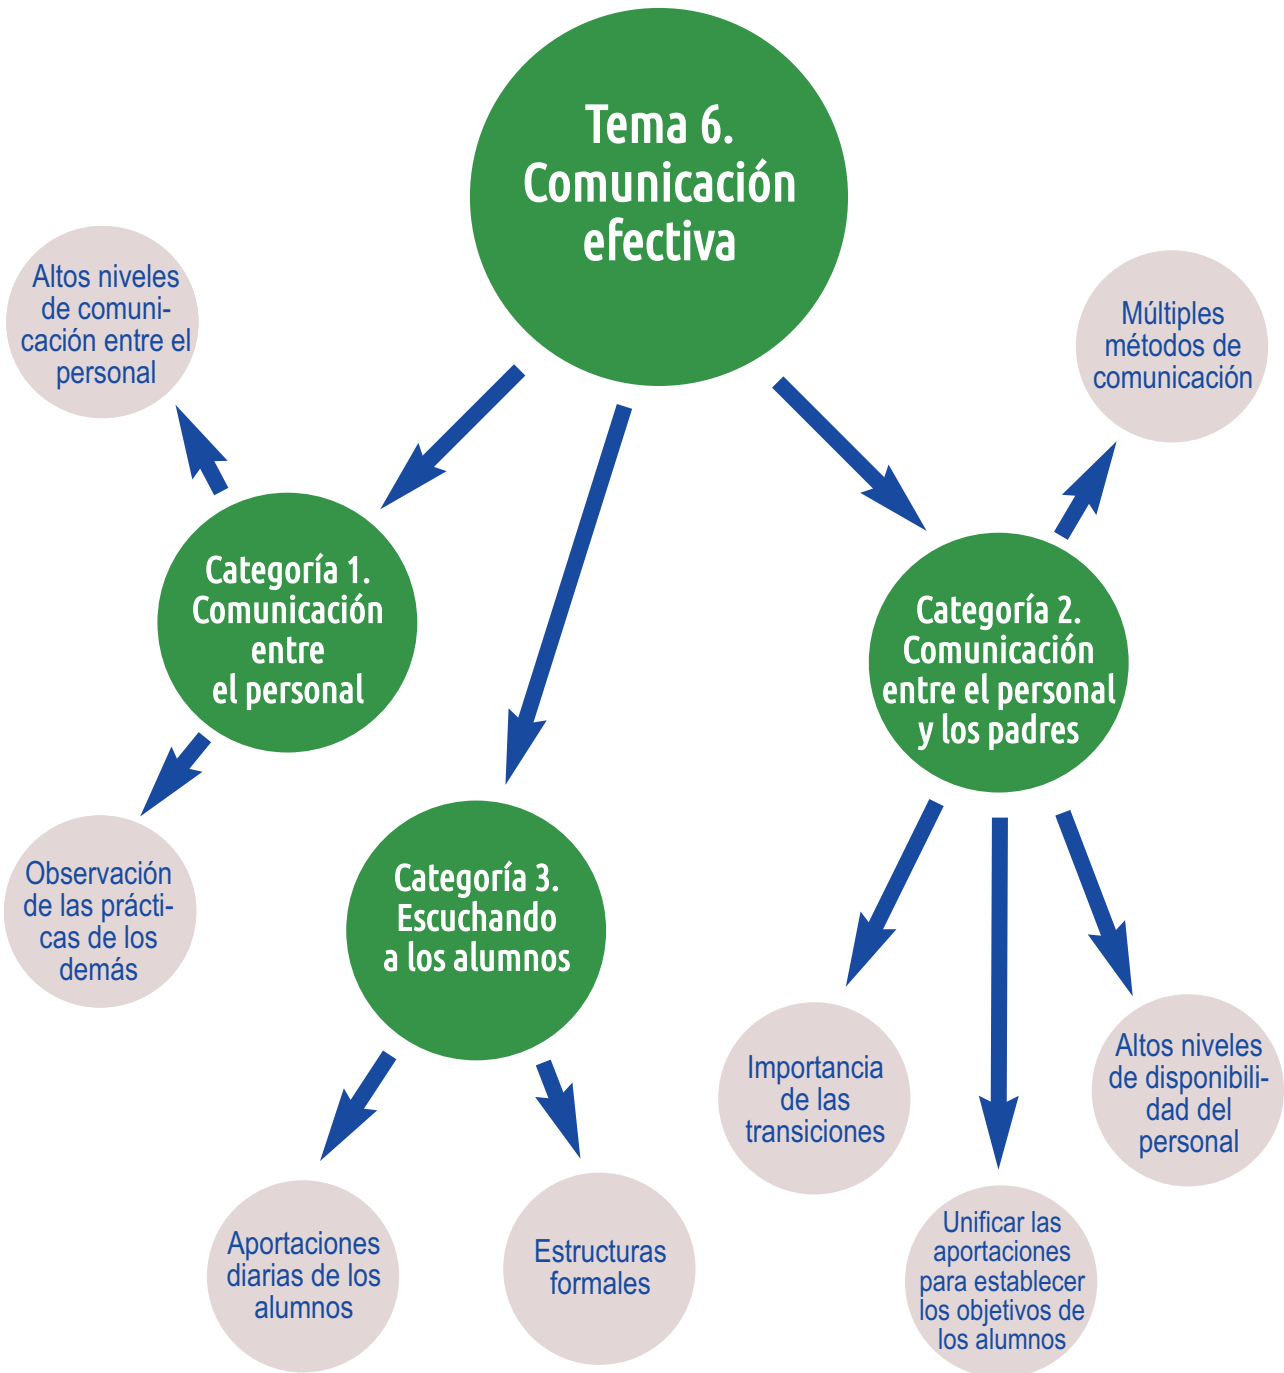 Tema 6.
Comunicación
efectiva
Altos niveles
de comuni-
cación entre el
personal
Múltiples
métodos de
comunicación
Categoría 1.
Comunicación
entre
el personal
Categoría 2.
Comunicación
entre el personal
y los padres
Observación
de las prácti-
cas de los
demás
Categoría 3.
Escuchando
a los alumnos
Importancia
de las
transiciones
Altos niveles
de disponibili-
dad del
personal
Aportaciones
diarias de los
alumnos
Estructuras
formales
Unificar las
aportaciones
para establecer
los objetivos de
los alumnos